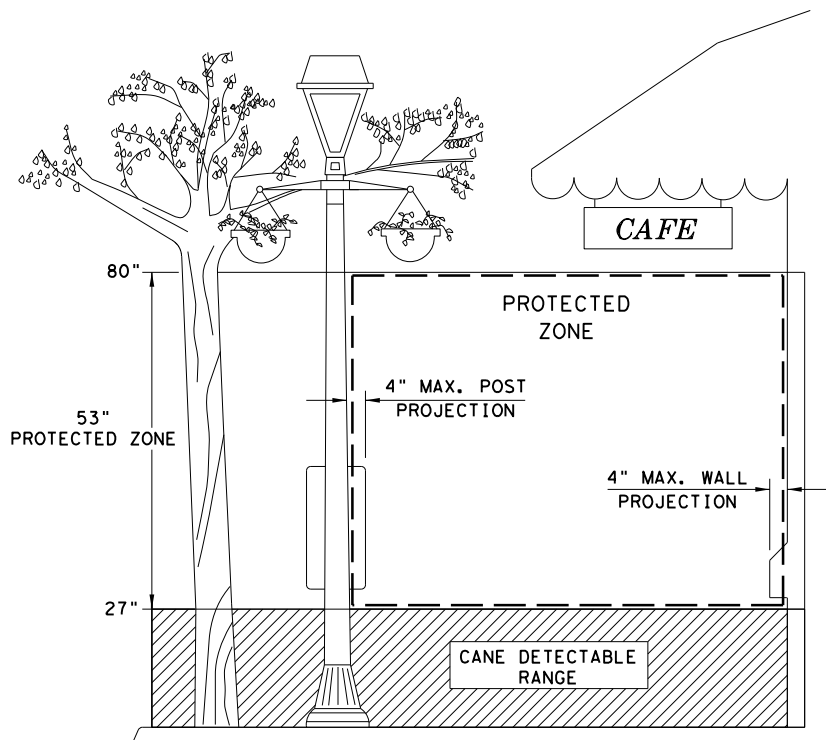 CAFE
80"
PROTECTED
ZONE
4" MAX. POST
PROJECTION
53"
PROTECTED ZONE
4" MAX. WALL
PROJECTION
27"
CANE DETECTABLE
RANGE